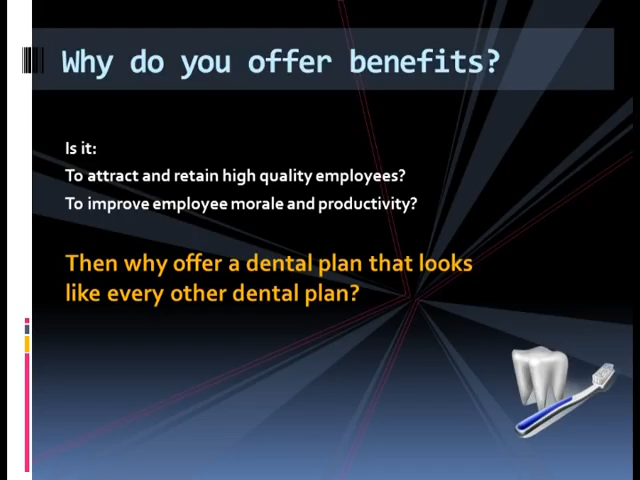 Why do you offer benefits?
Is it:
To attract and retain high quality employees?
To improve employee morale and productivity?
Then why offer a dental plan that looks
like every other dental plan?